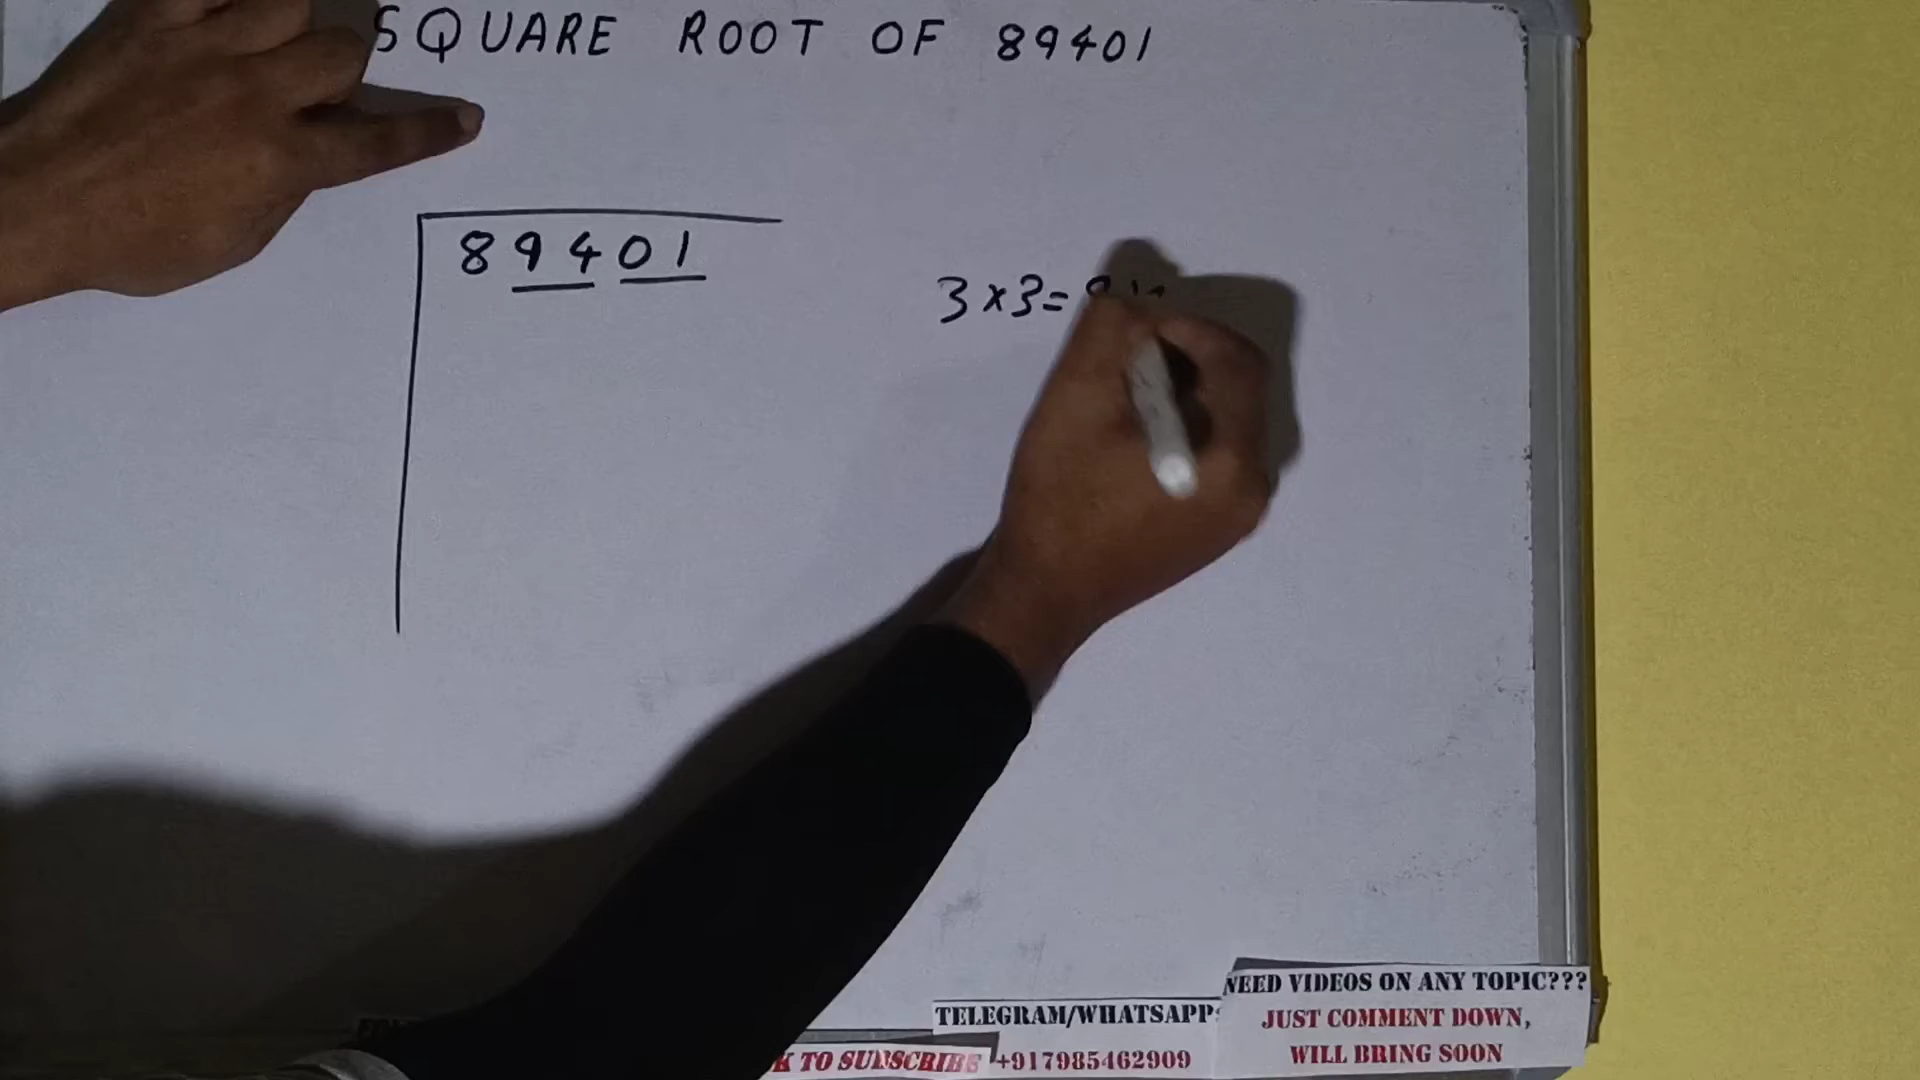 SQUARE ROOT OF 89401
89401
3×3=9
NEED VIDEOS ON ANY TOPIC???
JUST COMMENT DOWN,
WILL BRING SOON
TELEGRAM/WHATSAPP:
+917985462909
TO SUBSCRIBE